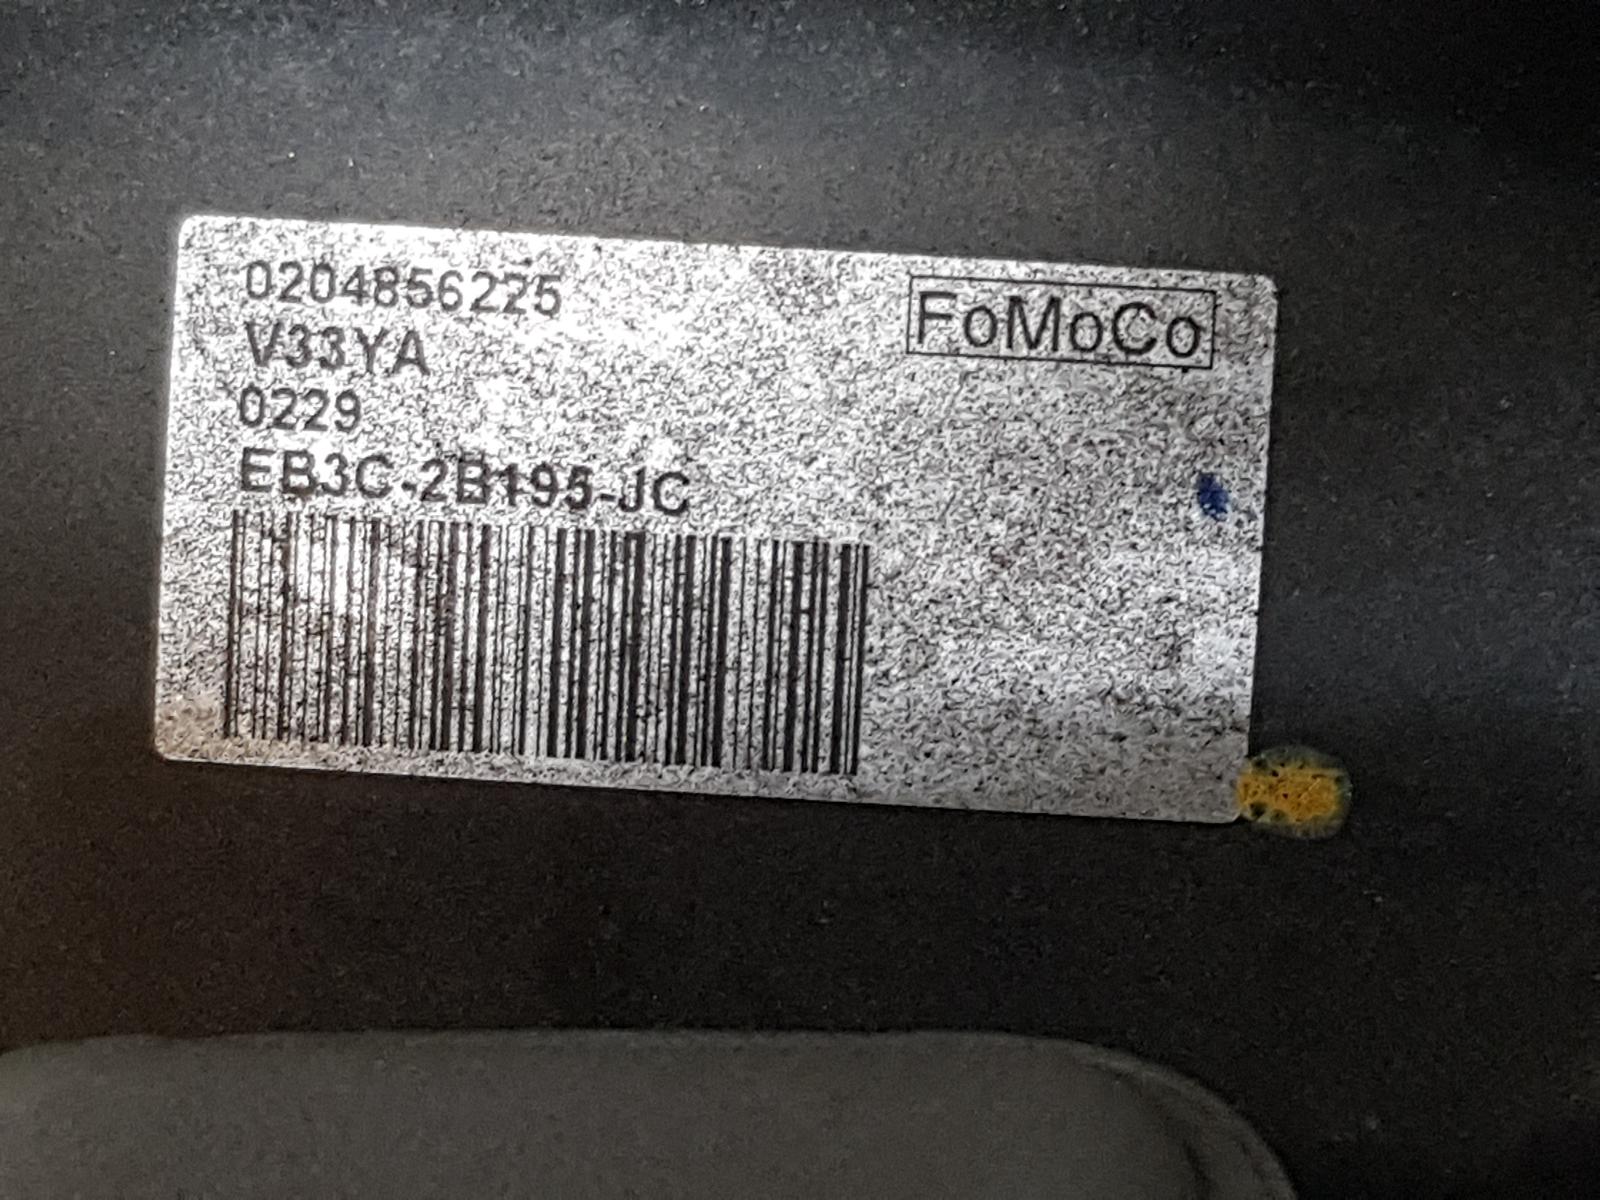 0204856225
FoMoCo
V33YA
0229
EB3C-2B195-JC